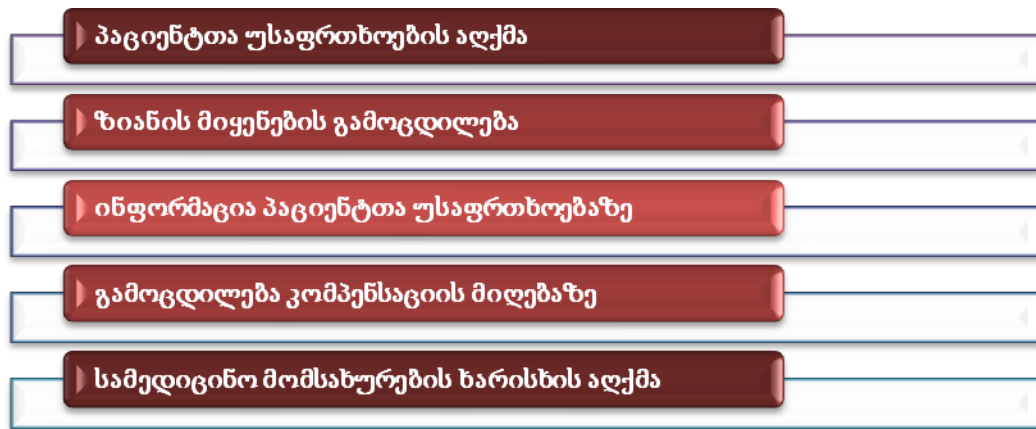 პაციენტთა უსაფრთხოების აღქმა
ზიანის მიყენების გამოცდილება
ინფორმაცია პაციენტთა უსაფრთხოებაზე
გამოცდილება კომპენსაციის მიღებაზე
სამედიცინო მომსახურების ხარისხის აღქმა